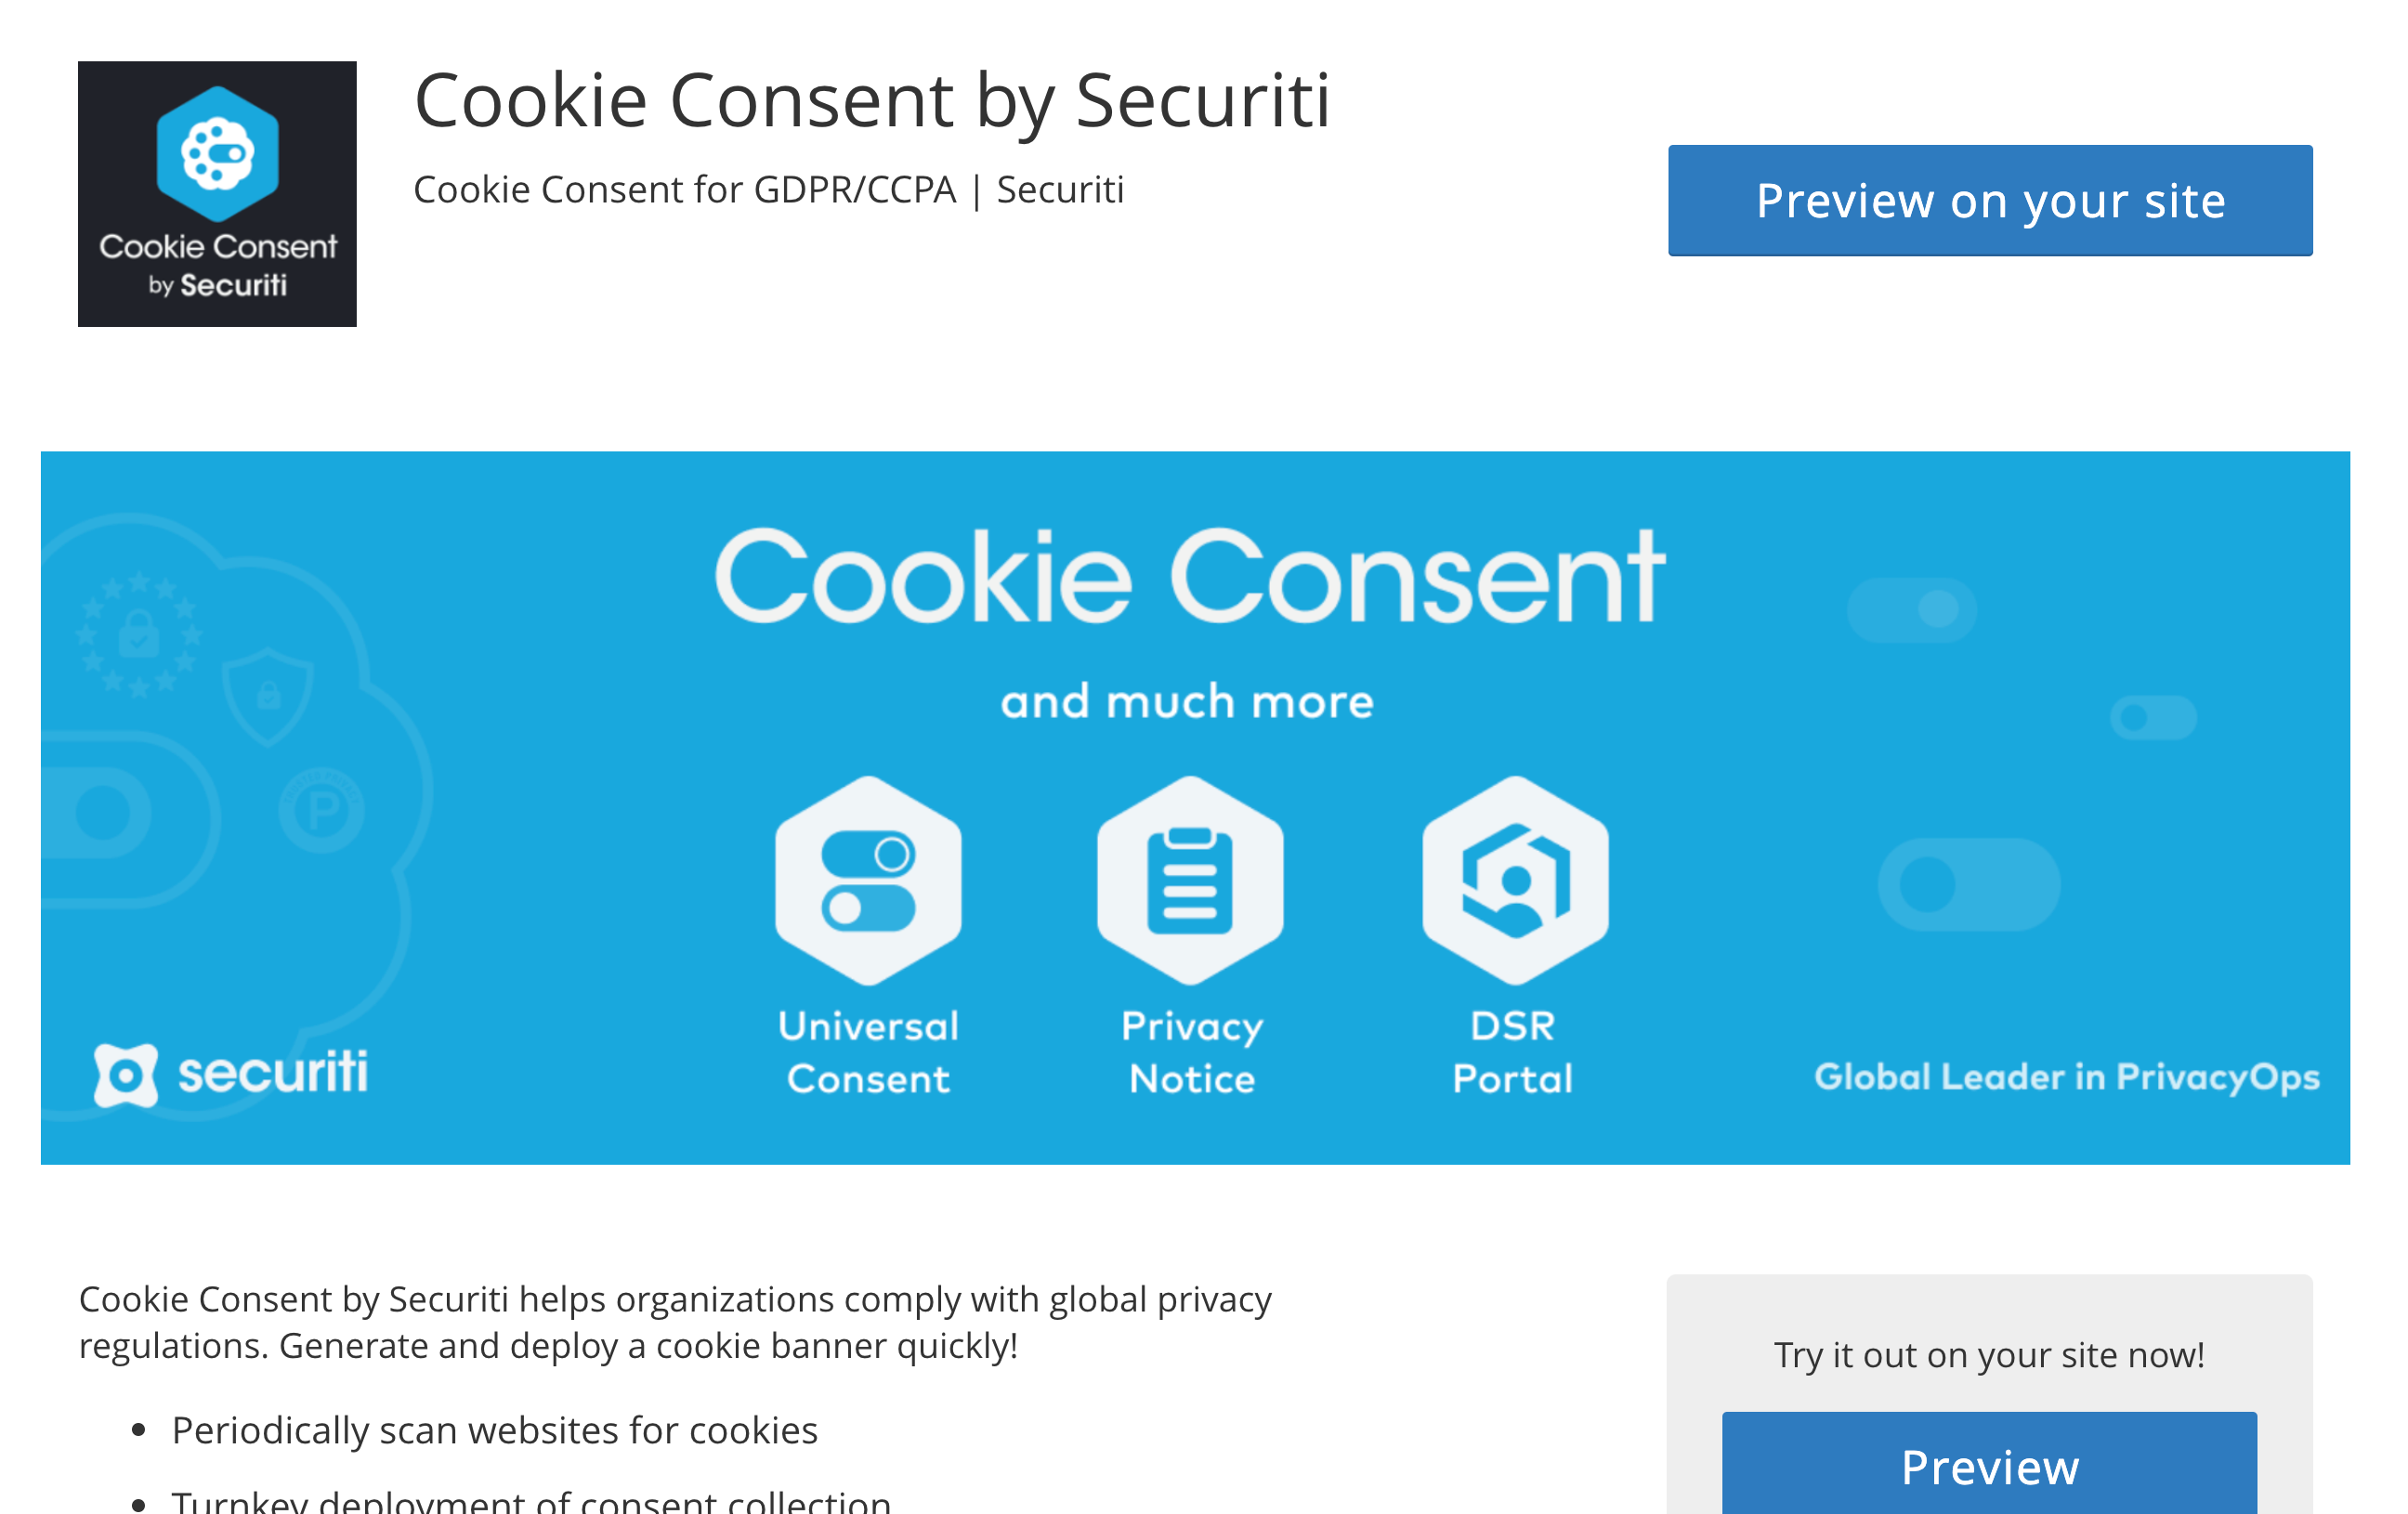 Cookie Consent
by Securiti
Cookie Consent by Securiti
Cookie Consent for GDPR/CCPA | Securiti
Preview on your site
Cookie Consent
and much more
P
Universal
Consent
Privacy
Notice
DSR
Portal
securiti
Global Leader in PrivacyOps
Cookie Consent by Securiti helps organizations comply with global privacy
regulations. Generate and deploy a cookie banner quickly!
• Periodically scan websites for cookies
• Turnkey deployment of consent collection
Try it out on your site now!
Preview